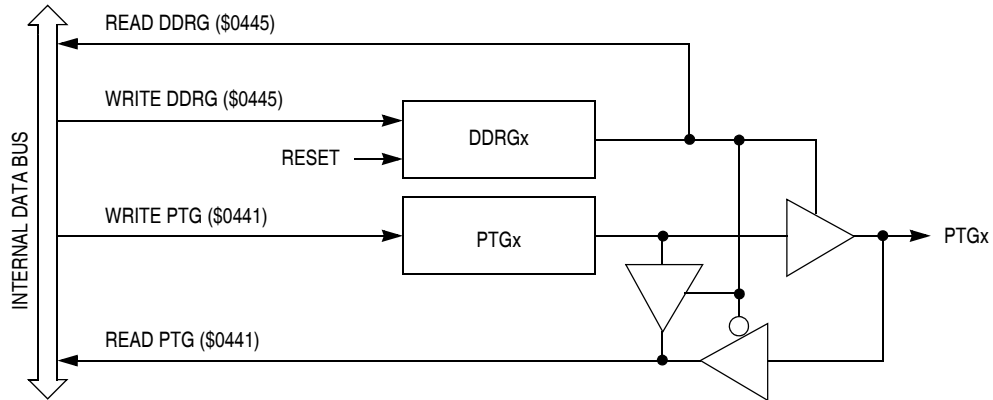 READ DDRG ($0445)
WRITE DDRG ($0445)
DDRGx
RESET
INTERNAL DATA BUS
WRITE PTG ($0441)
PTGx
PTGx
READ PTG ($0441)